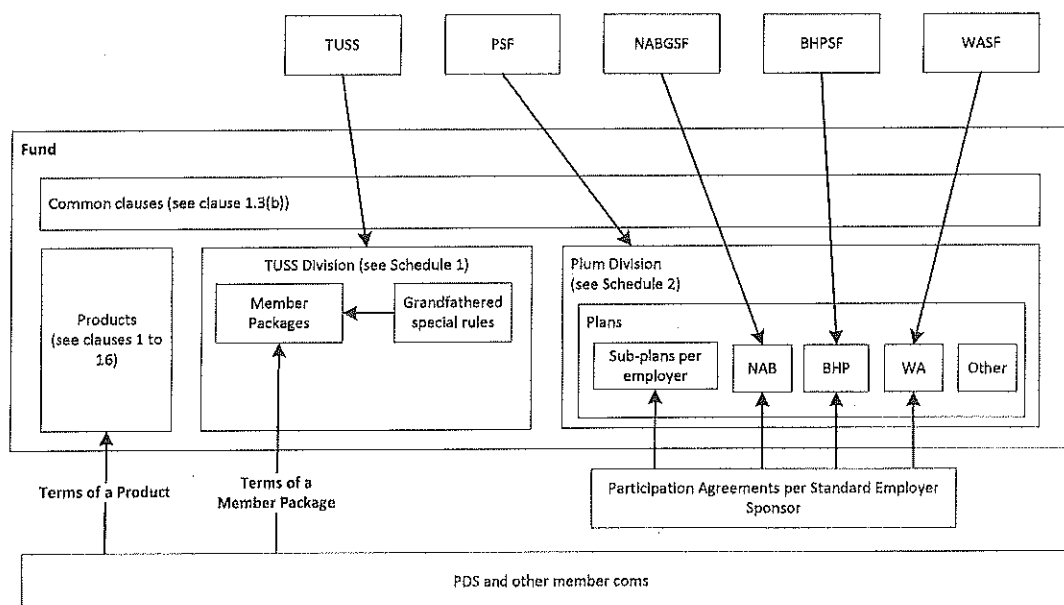 TUSS
PSF
NABGSF
BHPSF
WASF
Fund
Common clauses (see clause 1.3(b))
Products
(see clauses 1 to
16)
TUSS Division (see Schedule 1)
Member
Packages
Grandfathered
special rules
Plum Division
(see Schedule 2)
Plans
Sub-plans per
employer
NAB
BHP
WA
Other
Terms of a Product
Terms of a
Member Package
Participation Agreements per Standard Employer
Sponsor
PDS and other member coms